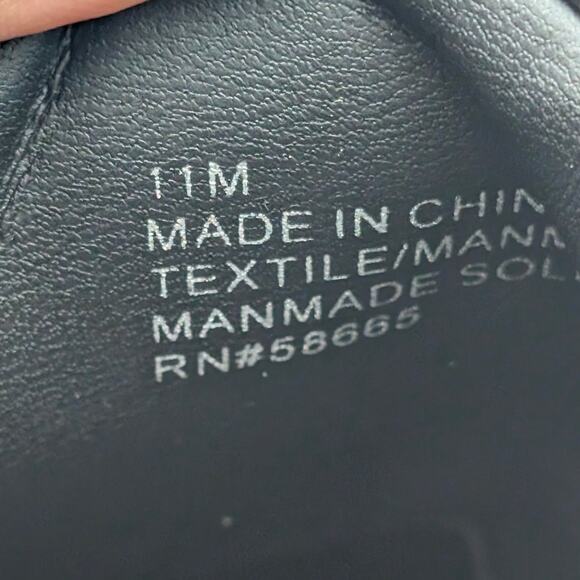 11M
MADE IN CHIN
TEXTILE/MANM
MANMADE SOL
RN#58665